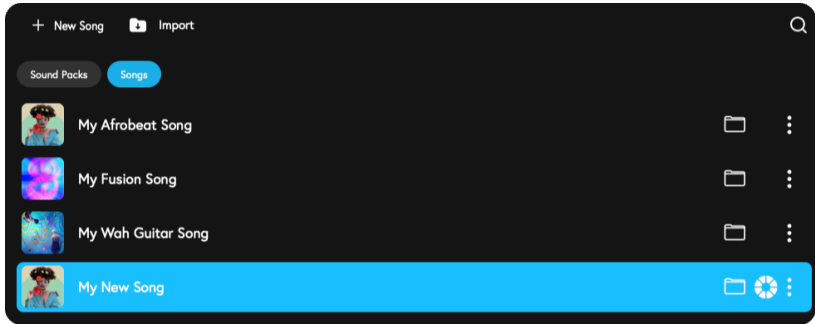 New Song Import
Sound Packs Songs
My Afrobeat Song
My Fusion Song
My Wah Guitar Song
My New Song